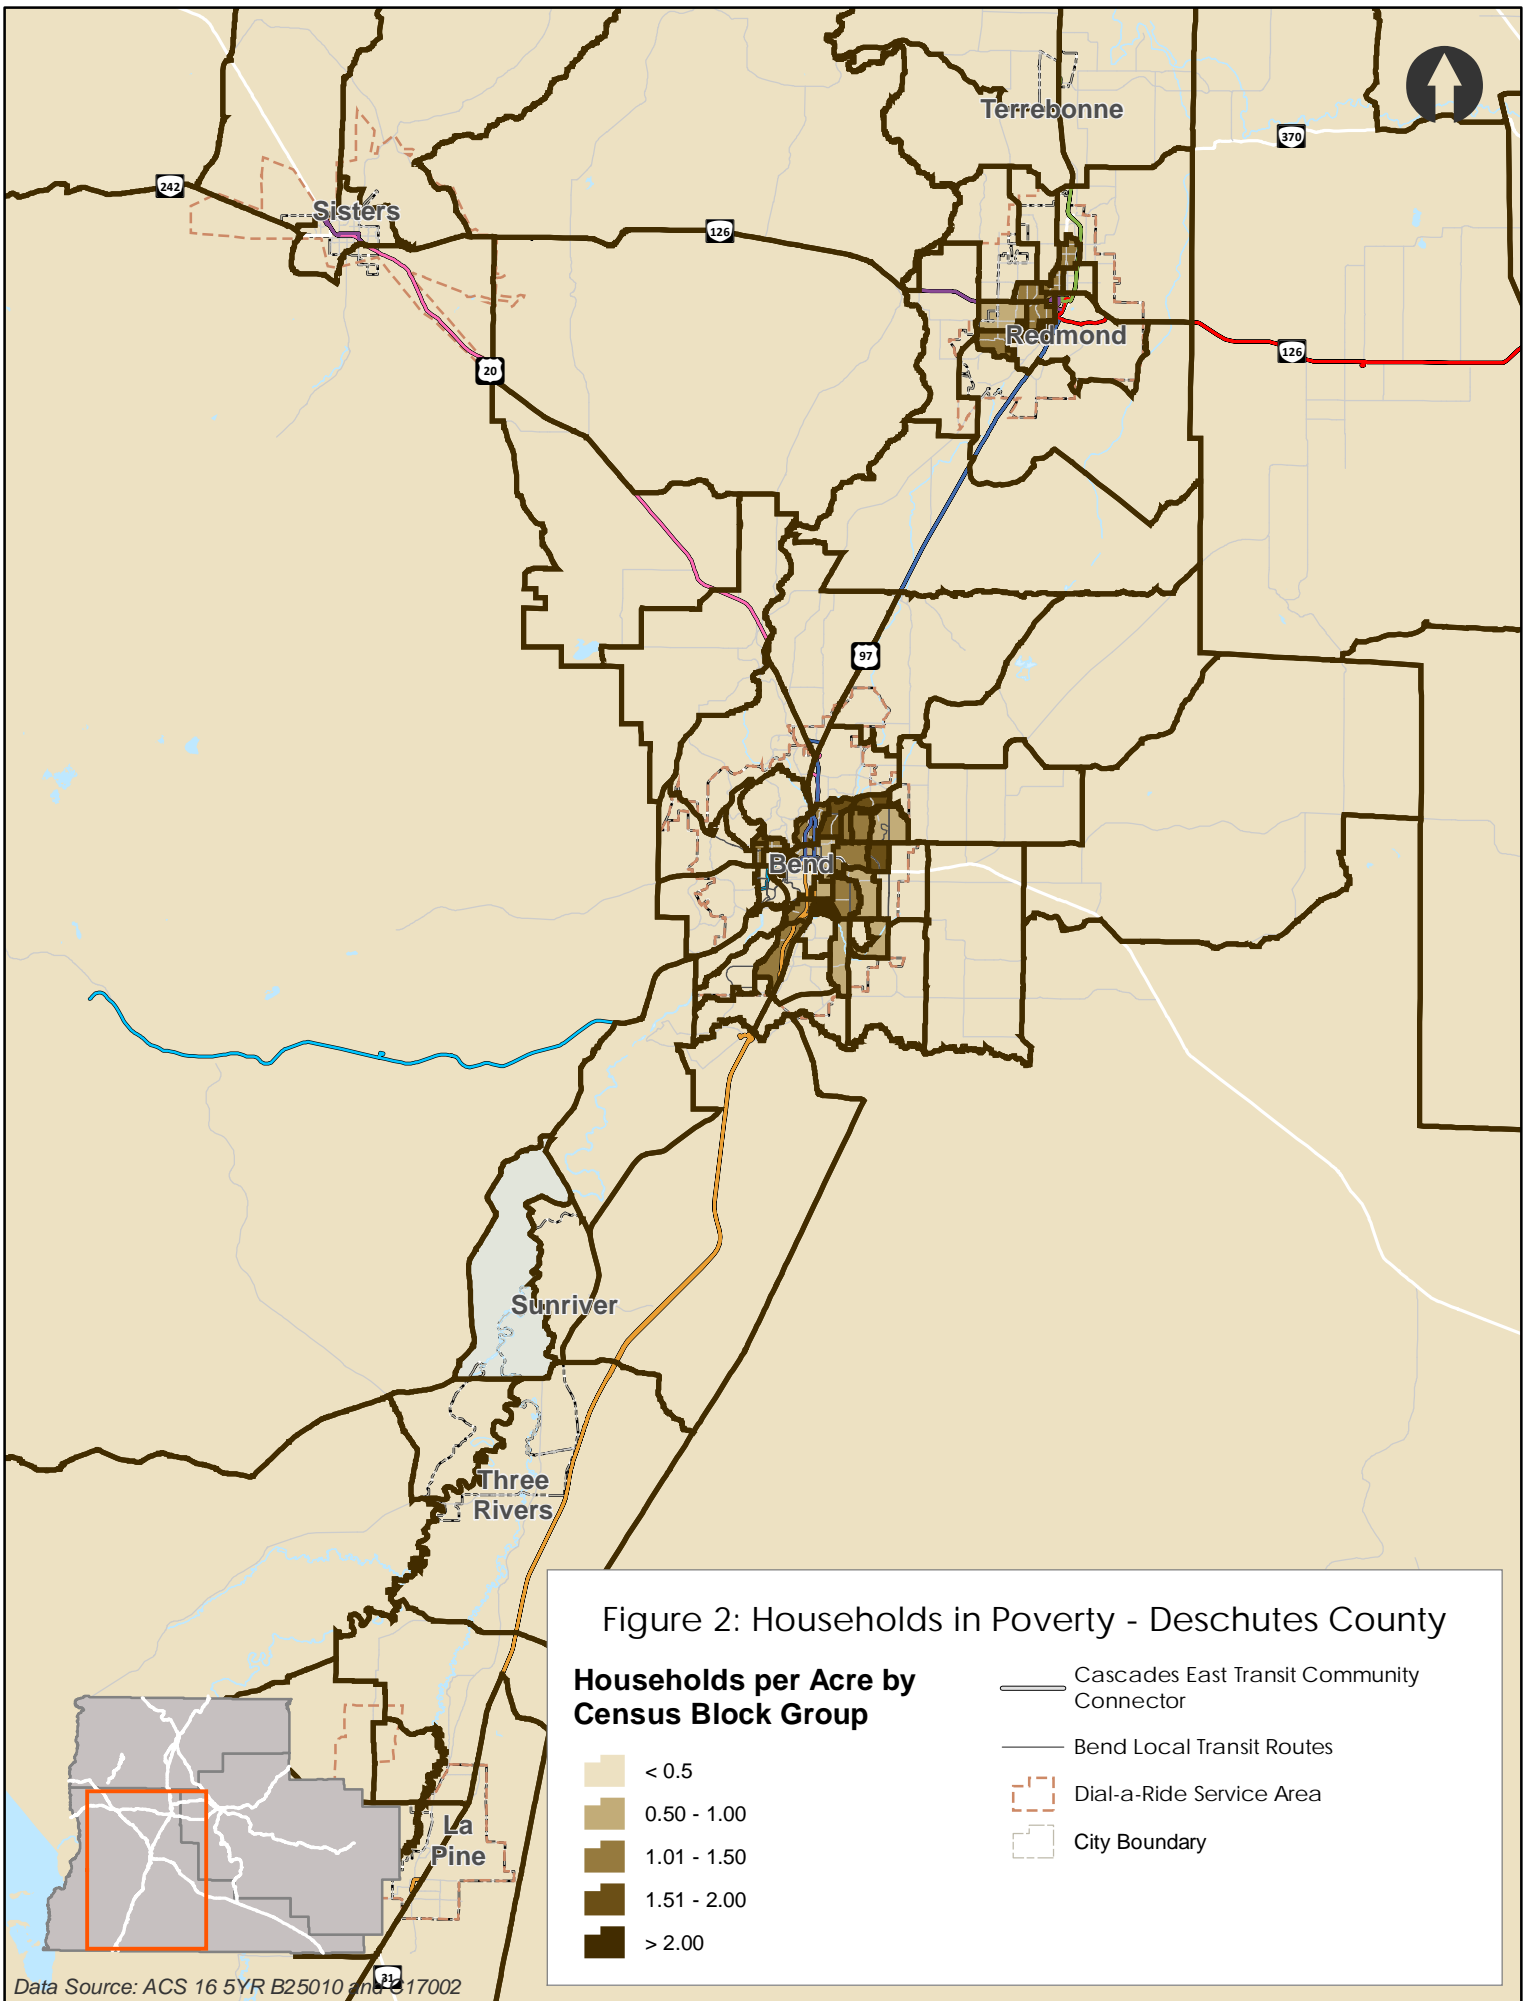 Terrebonne
370
242
Sisters
126
Redmond
126
20
97
Bend
Sunriver
Three
Rivers
Figure 2: Households in Poverty - Deschutes County
Households per Acre by
Census Block Group
< 0.5
0.50 - 1.00
1.01 - 1.50
1.51 - 2.00
> 2.00
Cascades East Transit Community
Connector
Bend Local Transit Routes
Dial-a-Ride Service Area
City Boundary
La
Pine
31
Data Source: ACS 16 5YR B25010 and C17002